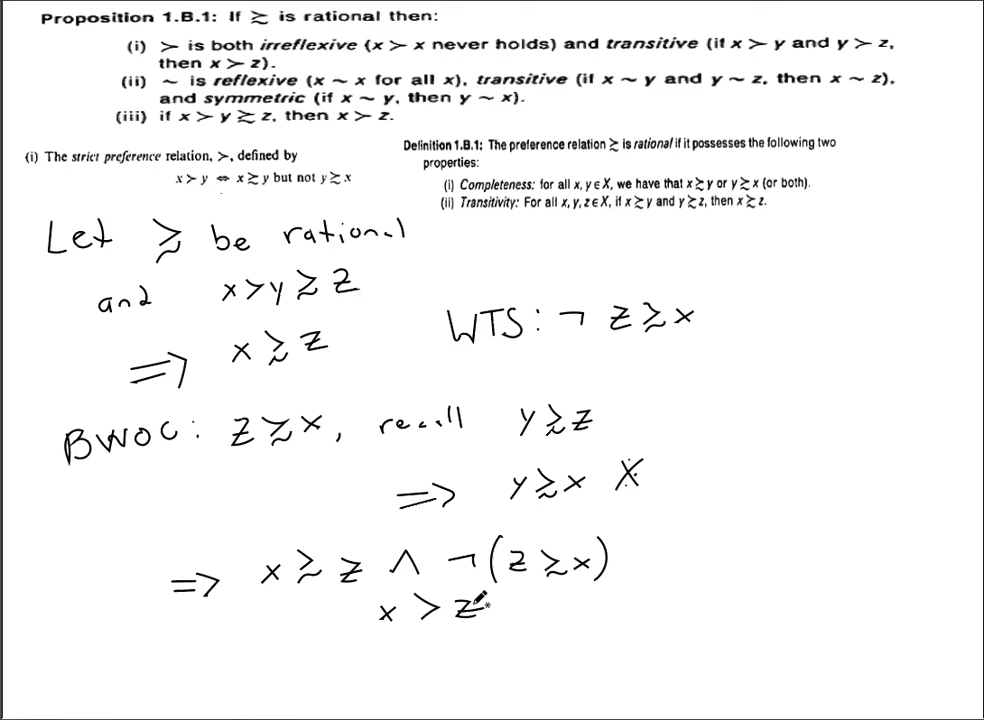 Proposition 1.B.1: If ≿ is rational then:
(i) ≻ is both irreflexive (x ≻ x never holds) and transitive (if x ≻ y and y ≻ z,
then x ≻ z).
(ii) ∼ is reflexive (x ∼ x for all x), transitive (if x ∼ y and y ∼ z, then x ∼ z),
and symmetric (if x ∼ y, then y ∼ x).
(iii) if x ≻ y ≿ z, then x ≻ z.
(i) The strict preference relation, ≻, defined by
x ≻ y ⇔ x ≿ y but not y ≿ x
Definition 1.B.1: The preference relation ≿ is rational if it possesses the following two
properties:
(i) Completeness: for all x, y ∈ X, we have that x ≿ y or y ≿ x (or both).
(ii) Transitivity: For all x, y, z ∈ X, if x ≿ y and y ≿ z, then x ≿ z.
Let ≿ be rational
and x ≻ y ≿ z
⇒ x ≿ z
WTS: ¬ z ≿ x
BWOC: z ≿ x, recall y ≿ z
⇒ y ≿ x ※
⇒ x ≿ z ∧ ¬(z ≿ x)
x ≻ z